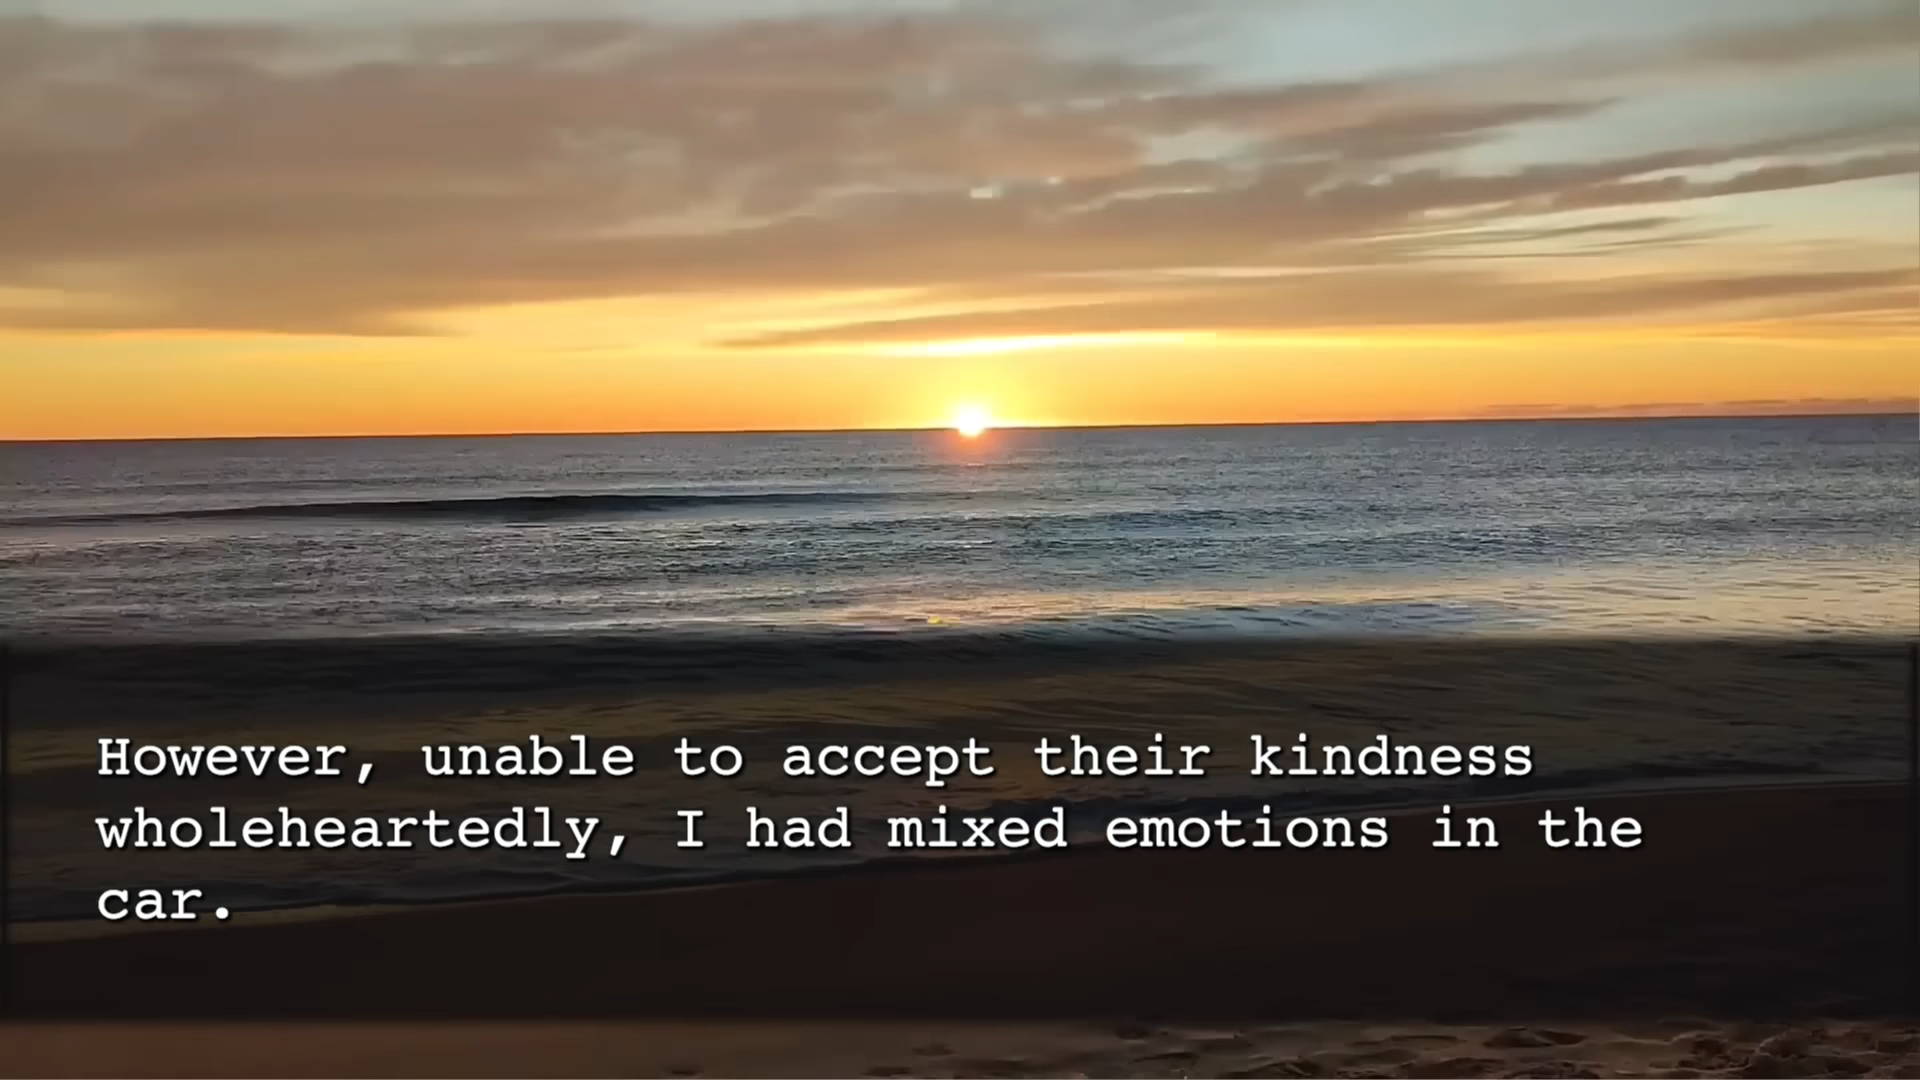 However, unable to accept their kindness
wholeheartedly, I had mixed emotions in the
car.